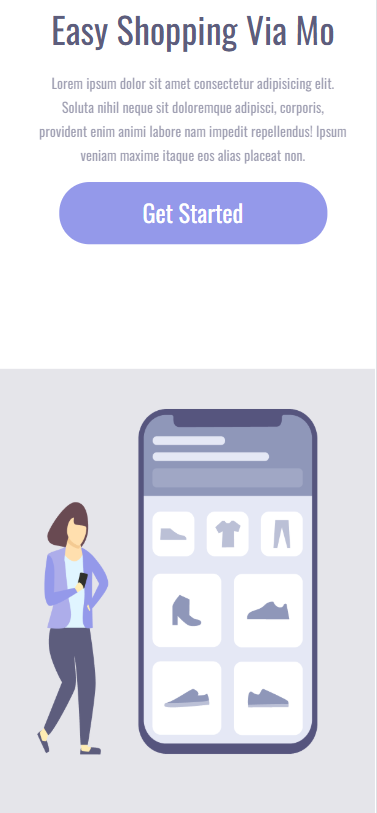 Easy Shopping Via Mo
Lorem ipsum dolor sit amet consectetur adipisicing elit.
Soluta nihil neque sit doloremque adipisci, corporis,
provident enim animi labore nam impedit repellendus! Ipsum
veniam maxime itaque eos alias placeat non.
Get Started